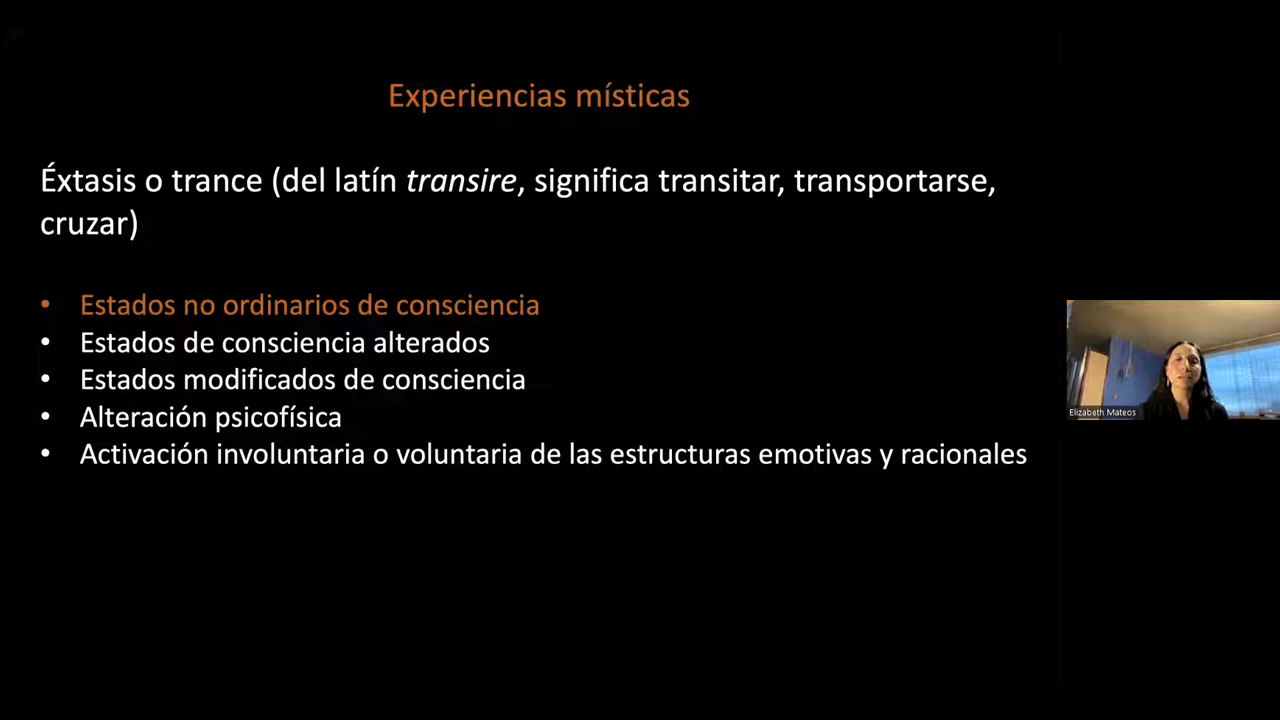 Experiencias místicas
Éxtasis o trance (del latín transire, significa transitar, transportarse,
cruzar)
• Estados no ordinarios de consciencia
• Estados de consciencia alterados
• Estados modificados de consciencia
• Alteración psicofísica
• Activación involuntaria o voluntaria de las estructuras emotivas y racionales
Elizabeth Mateos